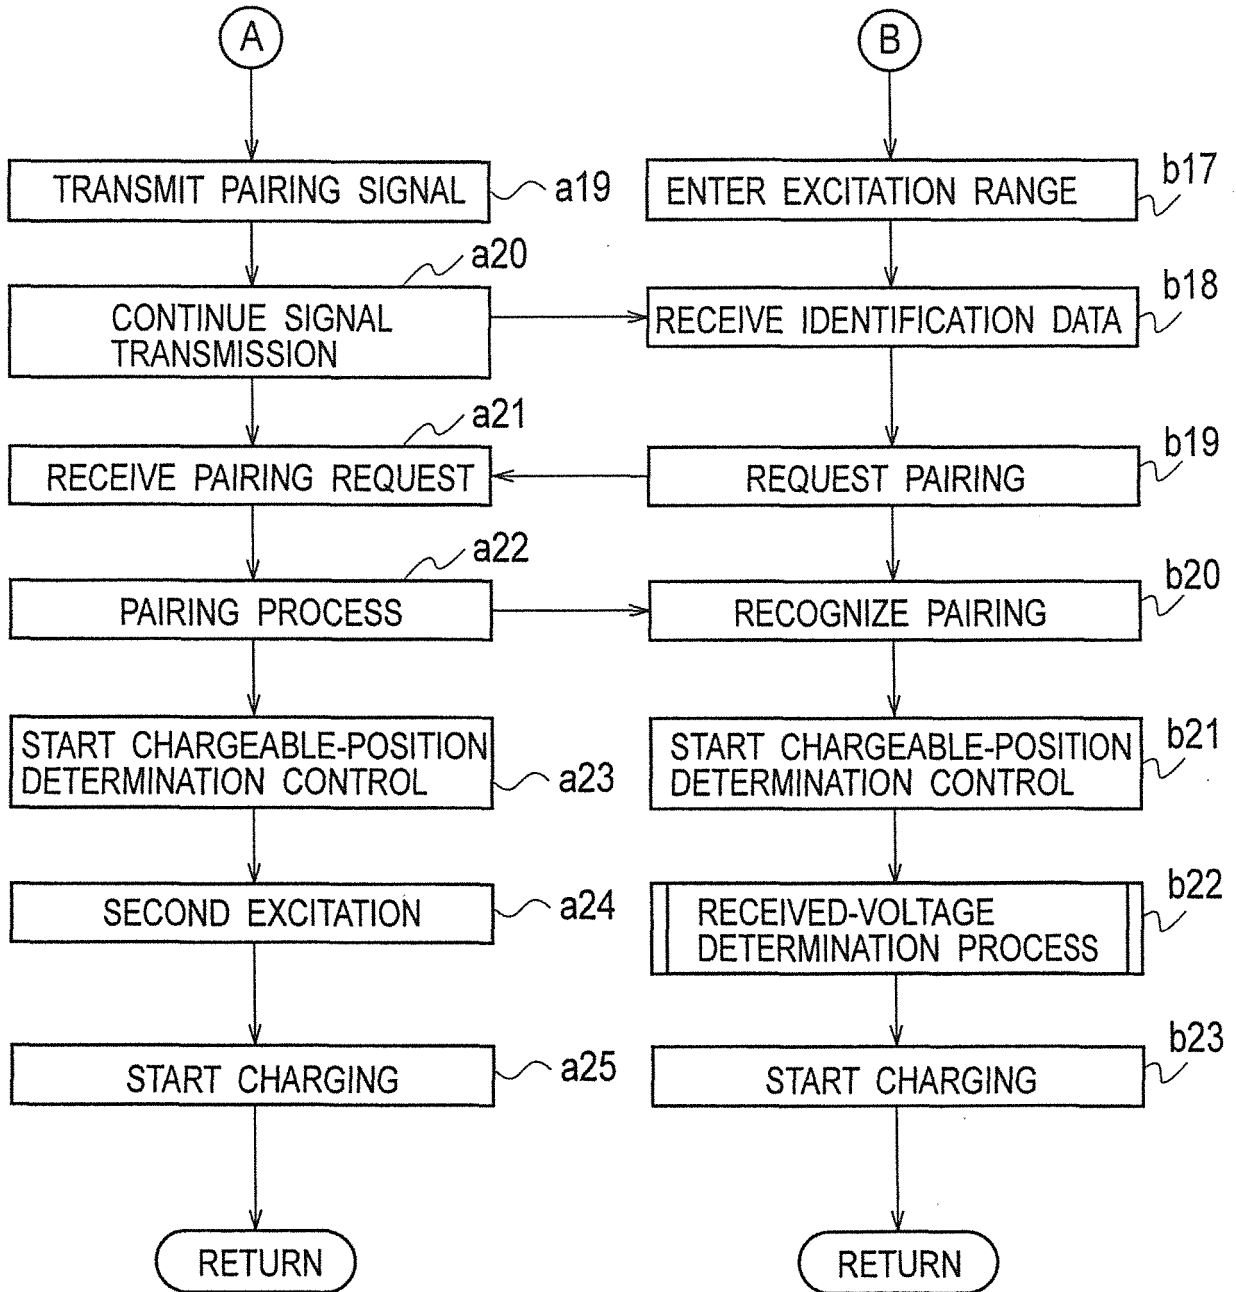 A
TRANSMIT PAIRING SIGNAL
a19
a20
CONTINUE SIGNAL
TRANSMISSION
a21
RECEIVE PAIRING REQUEST
a22
PAIRING PROCESS
START CHARGEABLE-POSITION
DETERMINATION CONTROL
a23
SECOND EXCITATION
a24
START CHARGING
a25
RETURN
B
ENTER EXCITATION RANGE
b17
RECEIVE IDENTIFICATION DATA
b18
REQUEST PAIRING
b19
RECOGNIZE PAIRING
b20
START CHARGEABLE-POSITION
DETERMINATION CONTROL
b21
RECEIVED-VOLTAGE
DETERMINATION PROCESS
b22
START CHARGING
b23
RETURN